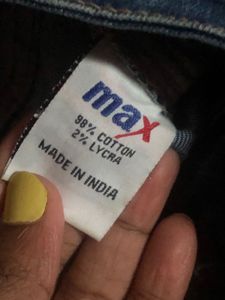 max
98% COTTON
2% LYCRA
MADE IN INDIA